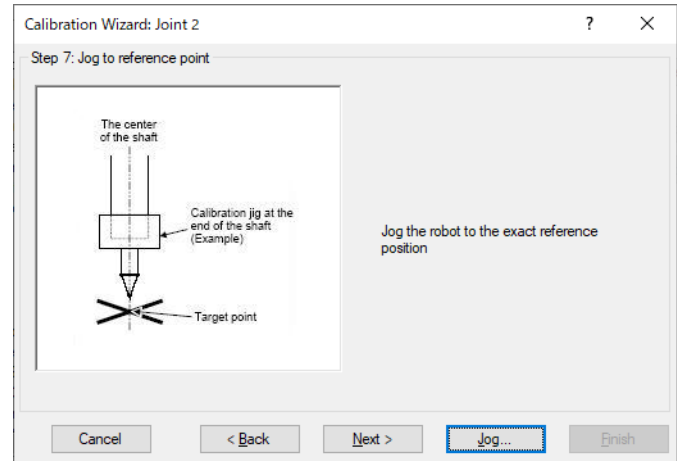 Calibration Wizard: Joint 2
?
Step 7: Jog to reference point
The center
of the shaft
Calibration jig at the
end of the shaft
(Example)
Target point
Jog the robot to the exact reference
position
Cancel
< Back
Next >
Jog...
Finish